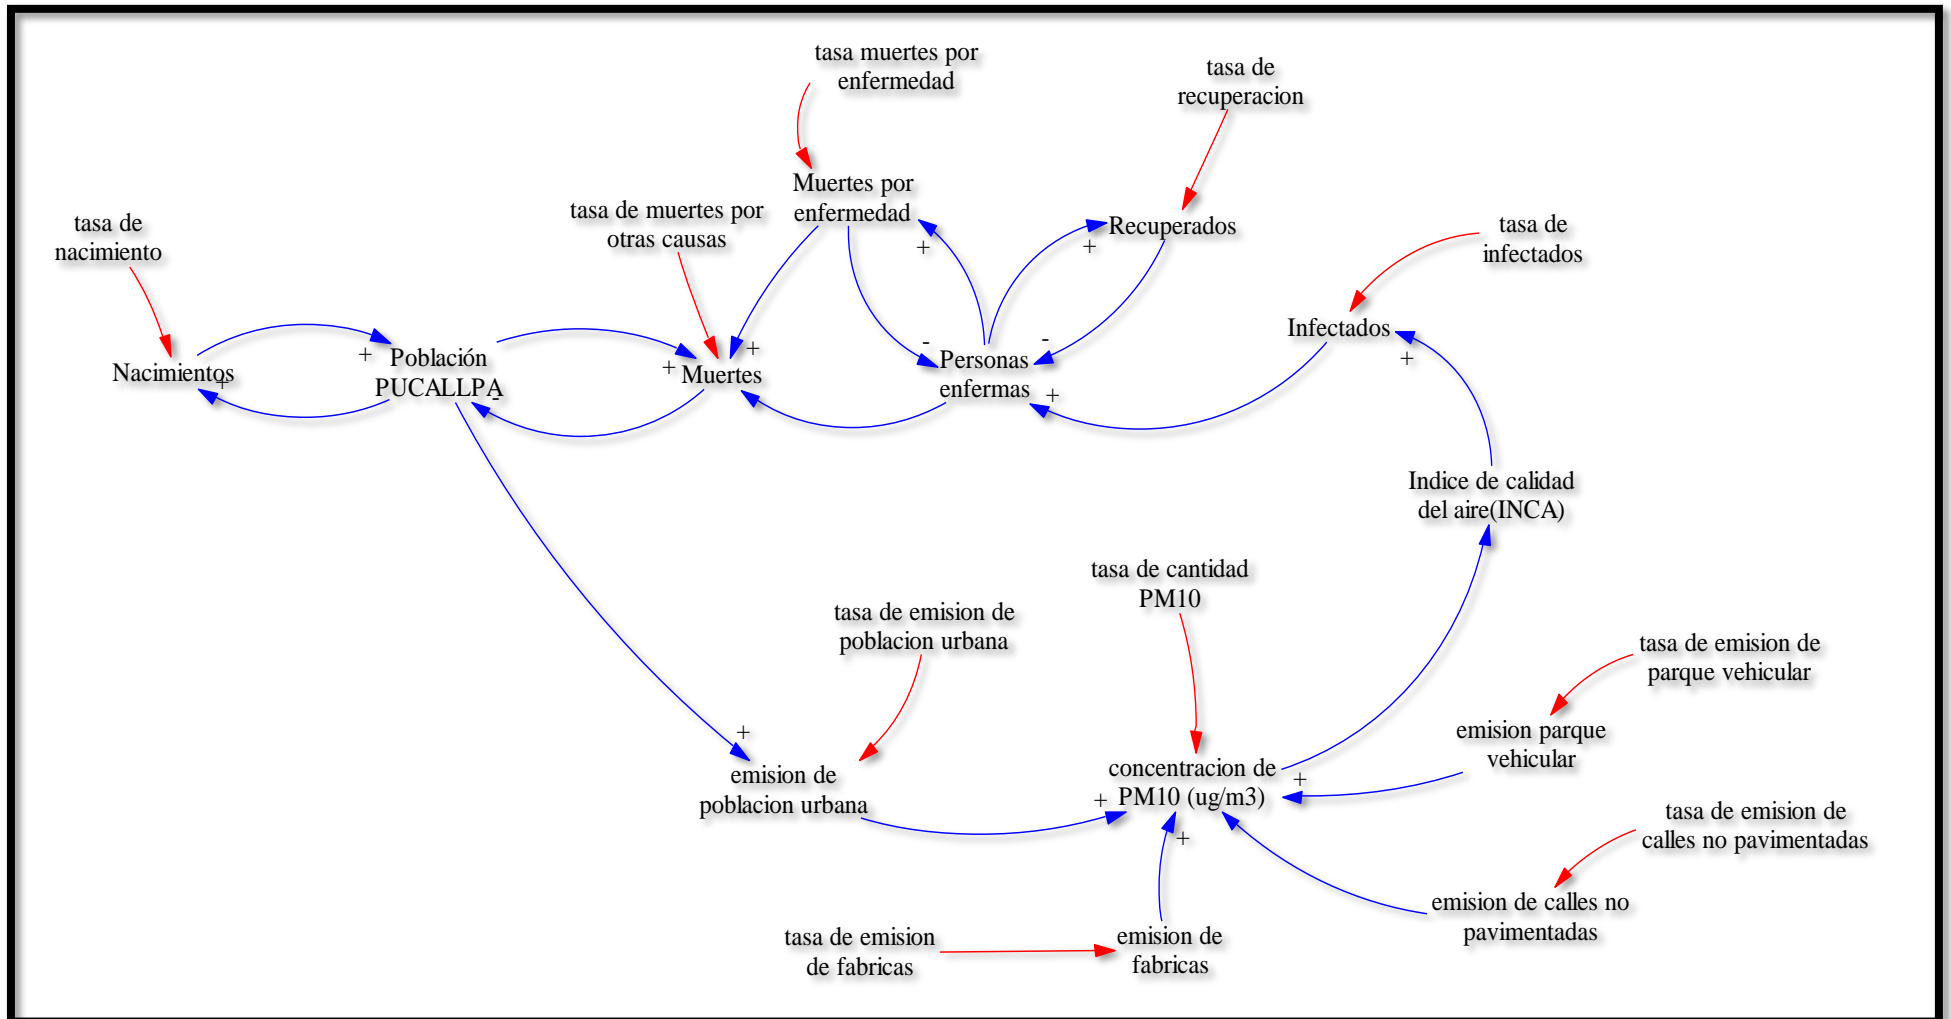 tasa muertes por
enfermedad
tasa de
recuperacion
Muertes por
enfermedad
tasa de muertes por
otras causas
Recuperados
tasa de
nacimiento
tasa de
infectados
+
+
Infectados
+
Nacimientos
+
+
Población
PUCALLPA
-
+
+
Muertes
-
-
Personas
enfermas
+
Indice de calidad
del aire(INCA)
tasa de cantidad
PM10
tasa de emision de
poblacion urbana
tasa de emision de
parque vehicular
+
emision parque
vehicular
emision de
poblacion urbana
concentracion de
PM10 (ug/m3)
+
+
+
tasa de emision de
calles no pavimentadas
emision de calles no
pavimentadas
tasa de emision
de fabricas
emision de
fabricas